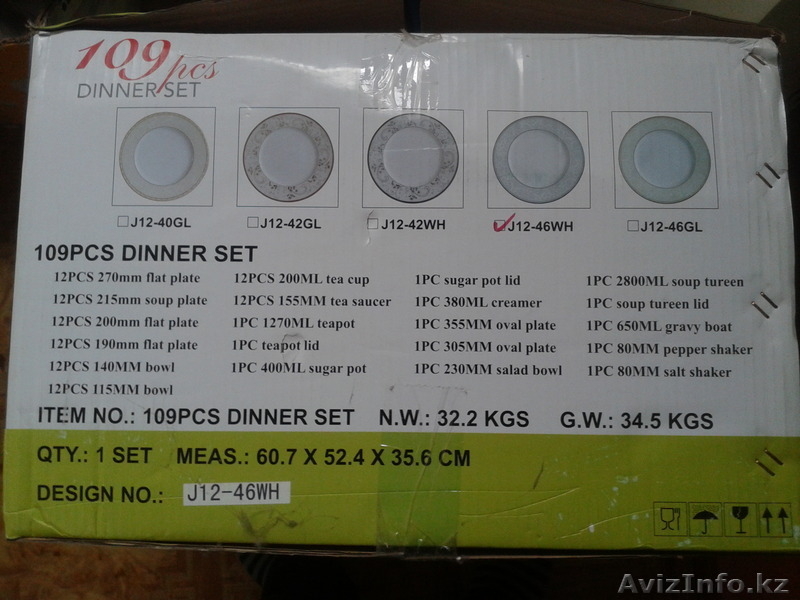 109pcs
DINNER SET
J12-40GL J12-42GL J12-42WH J12-46WH J12-46GL
109PCS DINNER SET
12PCS 270mm flat plate
12PCS 215mm soup plate
12PCS 200mm flat plate
12PCS 190mm flat plate
12PCS 140MM bowl
12PCS 115MM bowl
12PCS 200ML tea cup
12PCS 155MM tea saucer
1PC 1270ML teapot
1PC teapot lid
1PC 400ML sugar pot
1PC sugar pot lid
1PC 380ML creamer
1PC 355MM oval plate
1PC 305MM oval plate
1PC 230MM salad bowl
1PC 2800ML soup tureen
1PC soup tureen lid
1PC 650ML gravy boat
1PC 80MM pepper shaker
1PC 80MM salt shaker
ITEM NO.: 109PCS DINNER SET N.W.: 32.2 KGS G.W.: 34.5 KGS
QTY.: 1 SET MEAS.: 60.7 X 52.4 X 35.6 CM
DESIGN NO.: J12-46WH
AvizInfo.kz